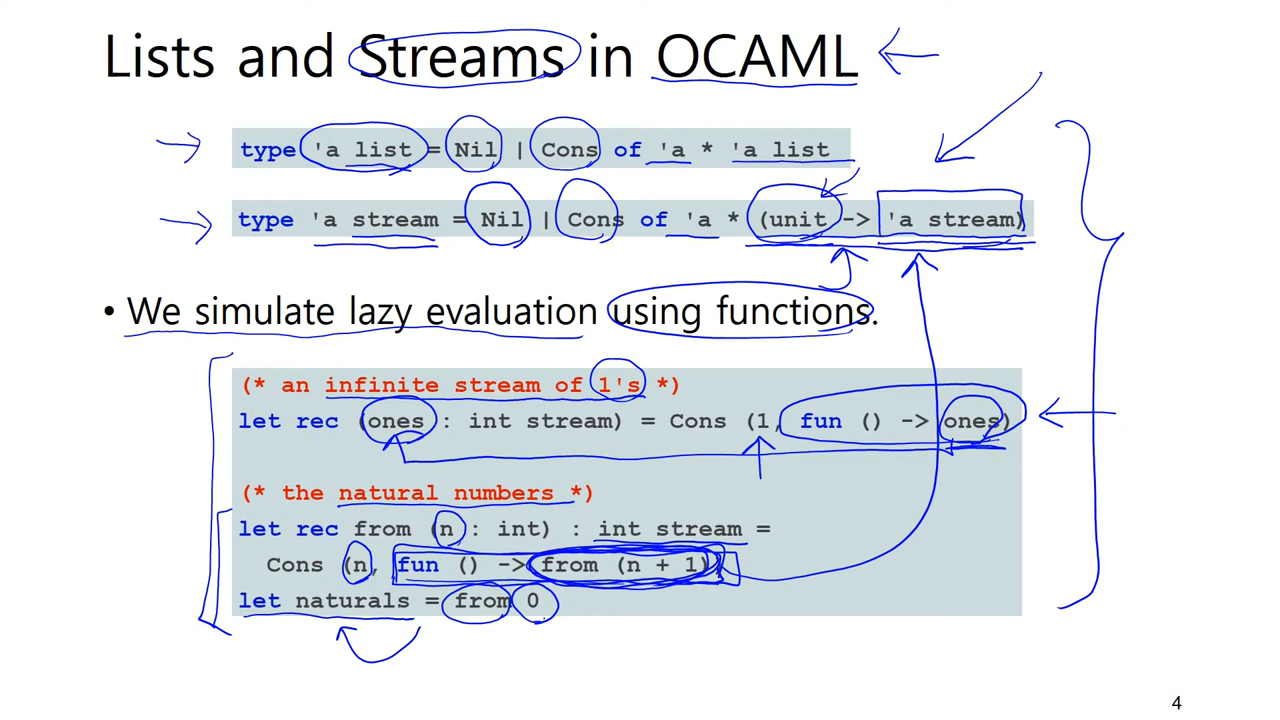 Lists and Streams in OCAML
type 'a list = Nil | Cons of 'a * 'a list
type 'a stream = Nil | Cons of 'a * (unit -> 'a stream)
• We simulate lazy evaluation using functions.
(* an infinite stream of 1's *)
let rec (ones : int stream) = Cons (1, fun () -> ones)
(* the natural numbers *)
let rec from (n : int) : int stream =
Cons (n, fun () -> from (n + 1))
let naturals = from 0
4